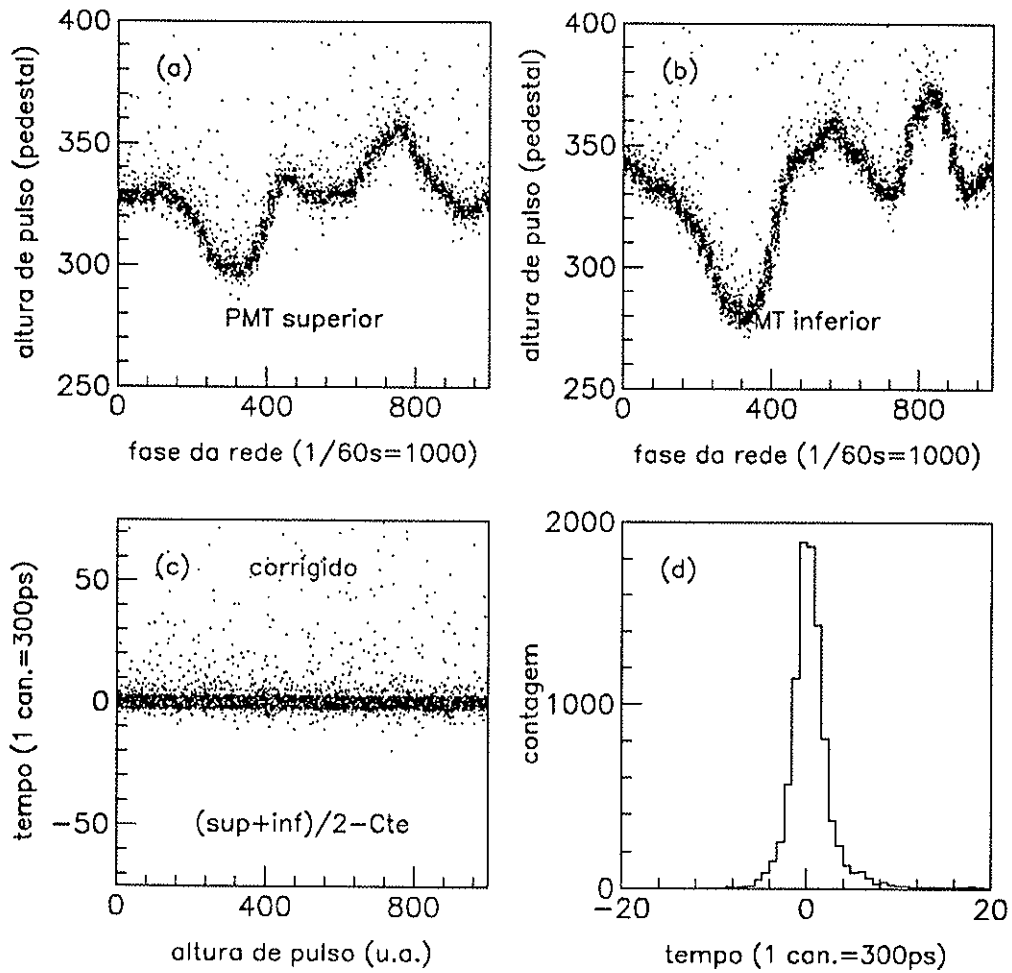 400
350
300
250
altura de pulso (pedestal)
(a)
PMT superior
0
400
800
fase da rede (1/60s=1000)
400
350
300
250
altura de pulso (pedestal)
(b)
MT inferior
0
400
800
fase da rede (1/60s=1000)
50
0
-50
tempo (1 can.=300ps)
(c)
corrigido
(sup+inf)/2-Cte
0
400
800
altura de pulso (u.a.)
2000
1000
0
contagem
(d)
-20
0
20
tempo (1 can.=300ps)